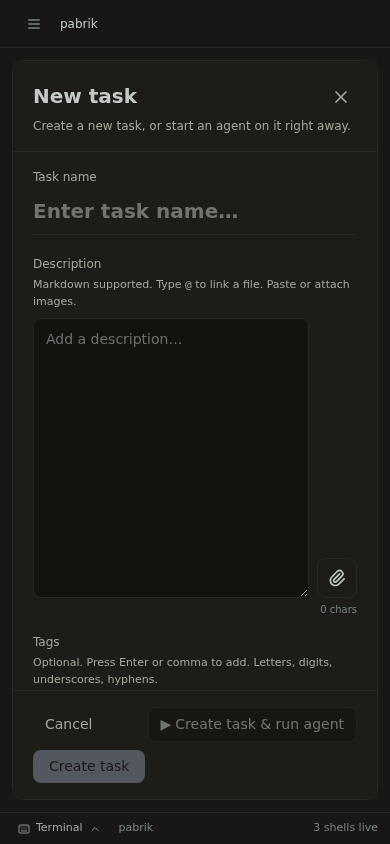 pabrik
New task
Create a new task, or start an agent on it right away.
Task name
Enter task name…
Description
Markdown supported. Type @ to link a file. Paste or attach
images.
Add a description…
0 chars
Tags
Optional. Press Enter or comma to add. Letters, digits,
underscores, hyphens.
Cancel
▶ Create task & run agent
Create task
Terminal
pabrik
3 shells live